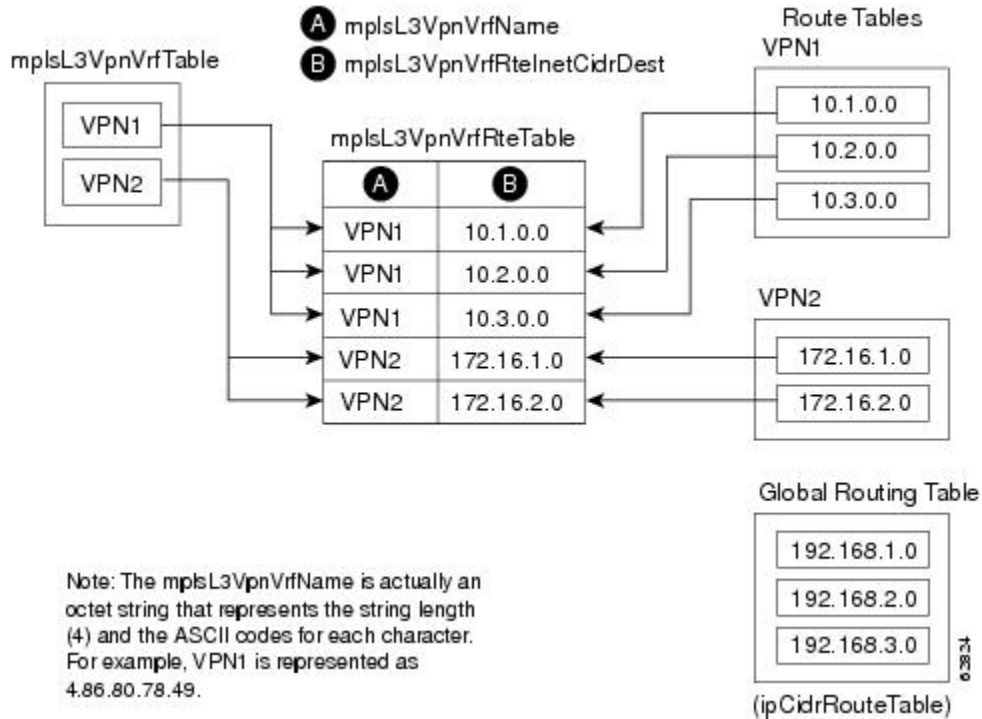 A mplsL3VpnVrfName
B mplsL3VpnVrfRteInetCidrDest
mplsL3VpnVrfTable
VPN1
VPN2
mplsL3VpnVrfRteTable
A B
VPN1 10.1.0.0
VPN1 10.2.0.0
VPN1 10.3.0.0
VPN2 172.16.1.0
VPN2 172.16.2.0
Route Tables
VPN1
10.1.0.0
10.2.0.0
10.3.0.0
VPN2
172.16.1.0
172.16.2.0
Global Routing Table
192.168.1.0
192.168.2.0
192.168.3.0
(ipCidrRouteTable)
62834
Note: The mplsL3VpnVrfName is actually an
octet string that represents the string length
(4) and the ASCII codes for each character.
For example, VPN1 is represented as
4.86.80.78.49.